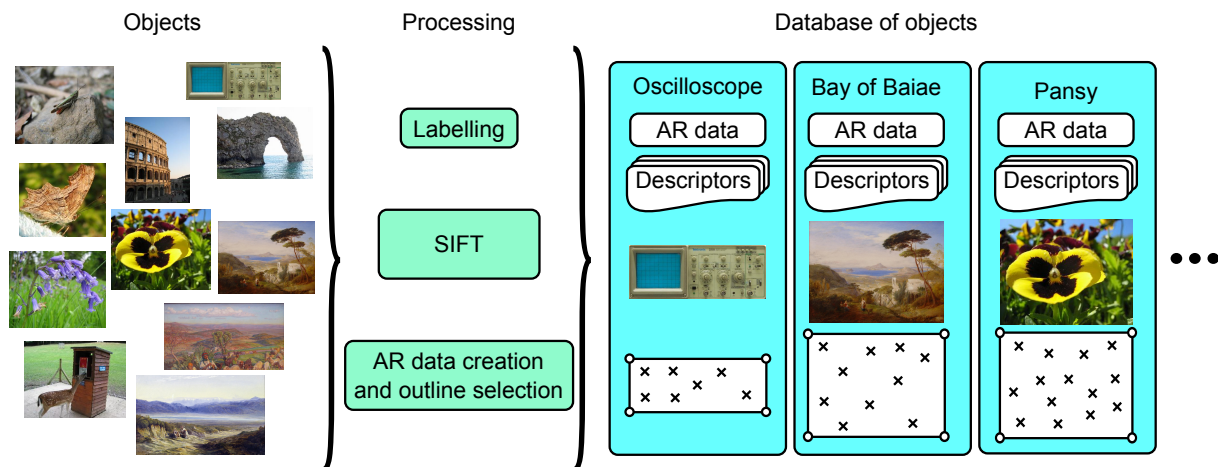 Objects
Processing
Database of objects
Labelling
SIFT
AR data creation
and outline selection
Oscilloscope
AR data
Descriptors
Bay of Baiae
AR data
Descriptors
Pansy
AR data
Descriptors